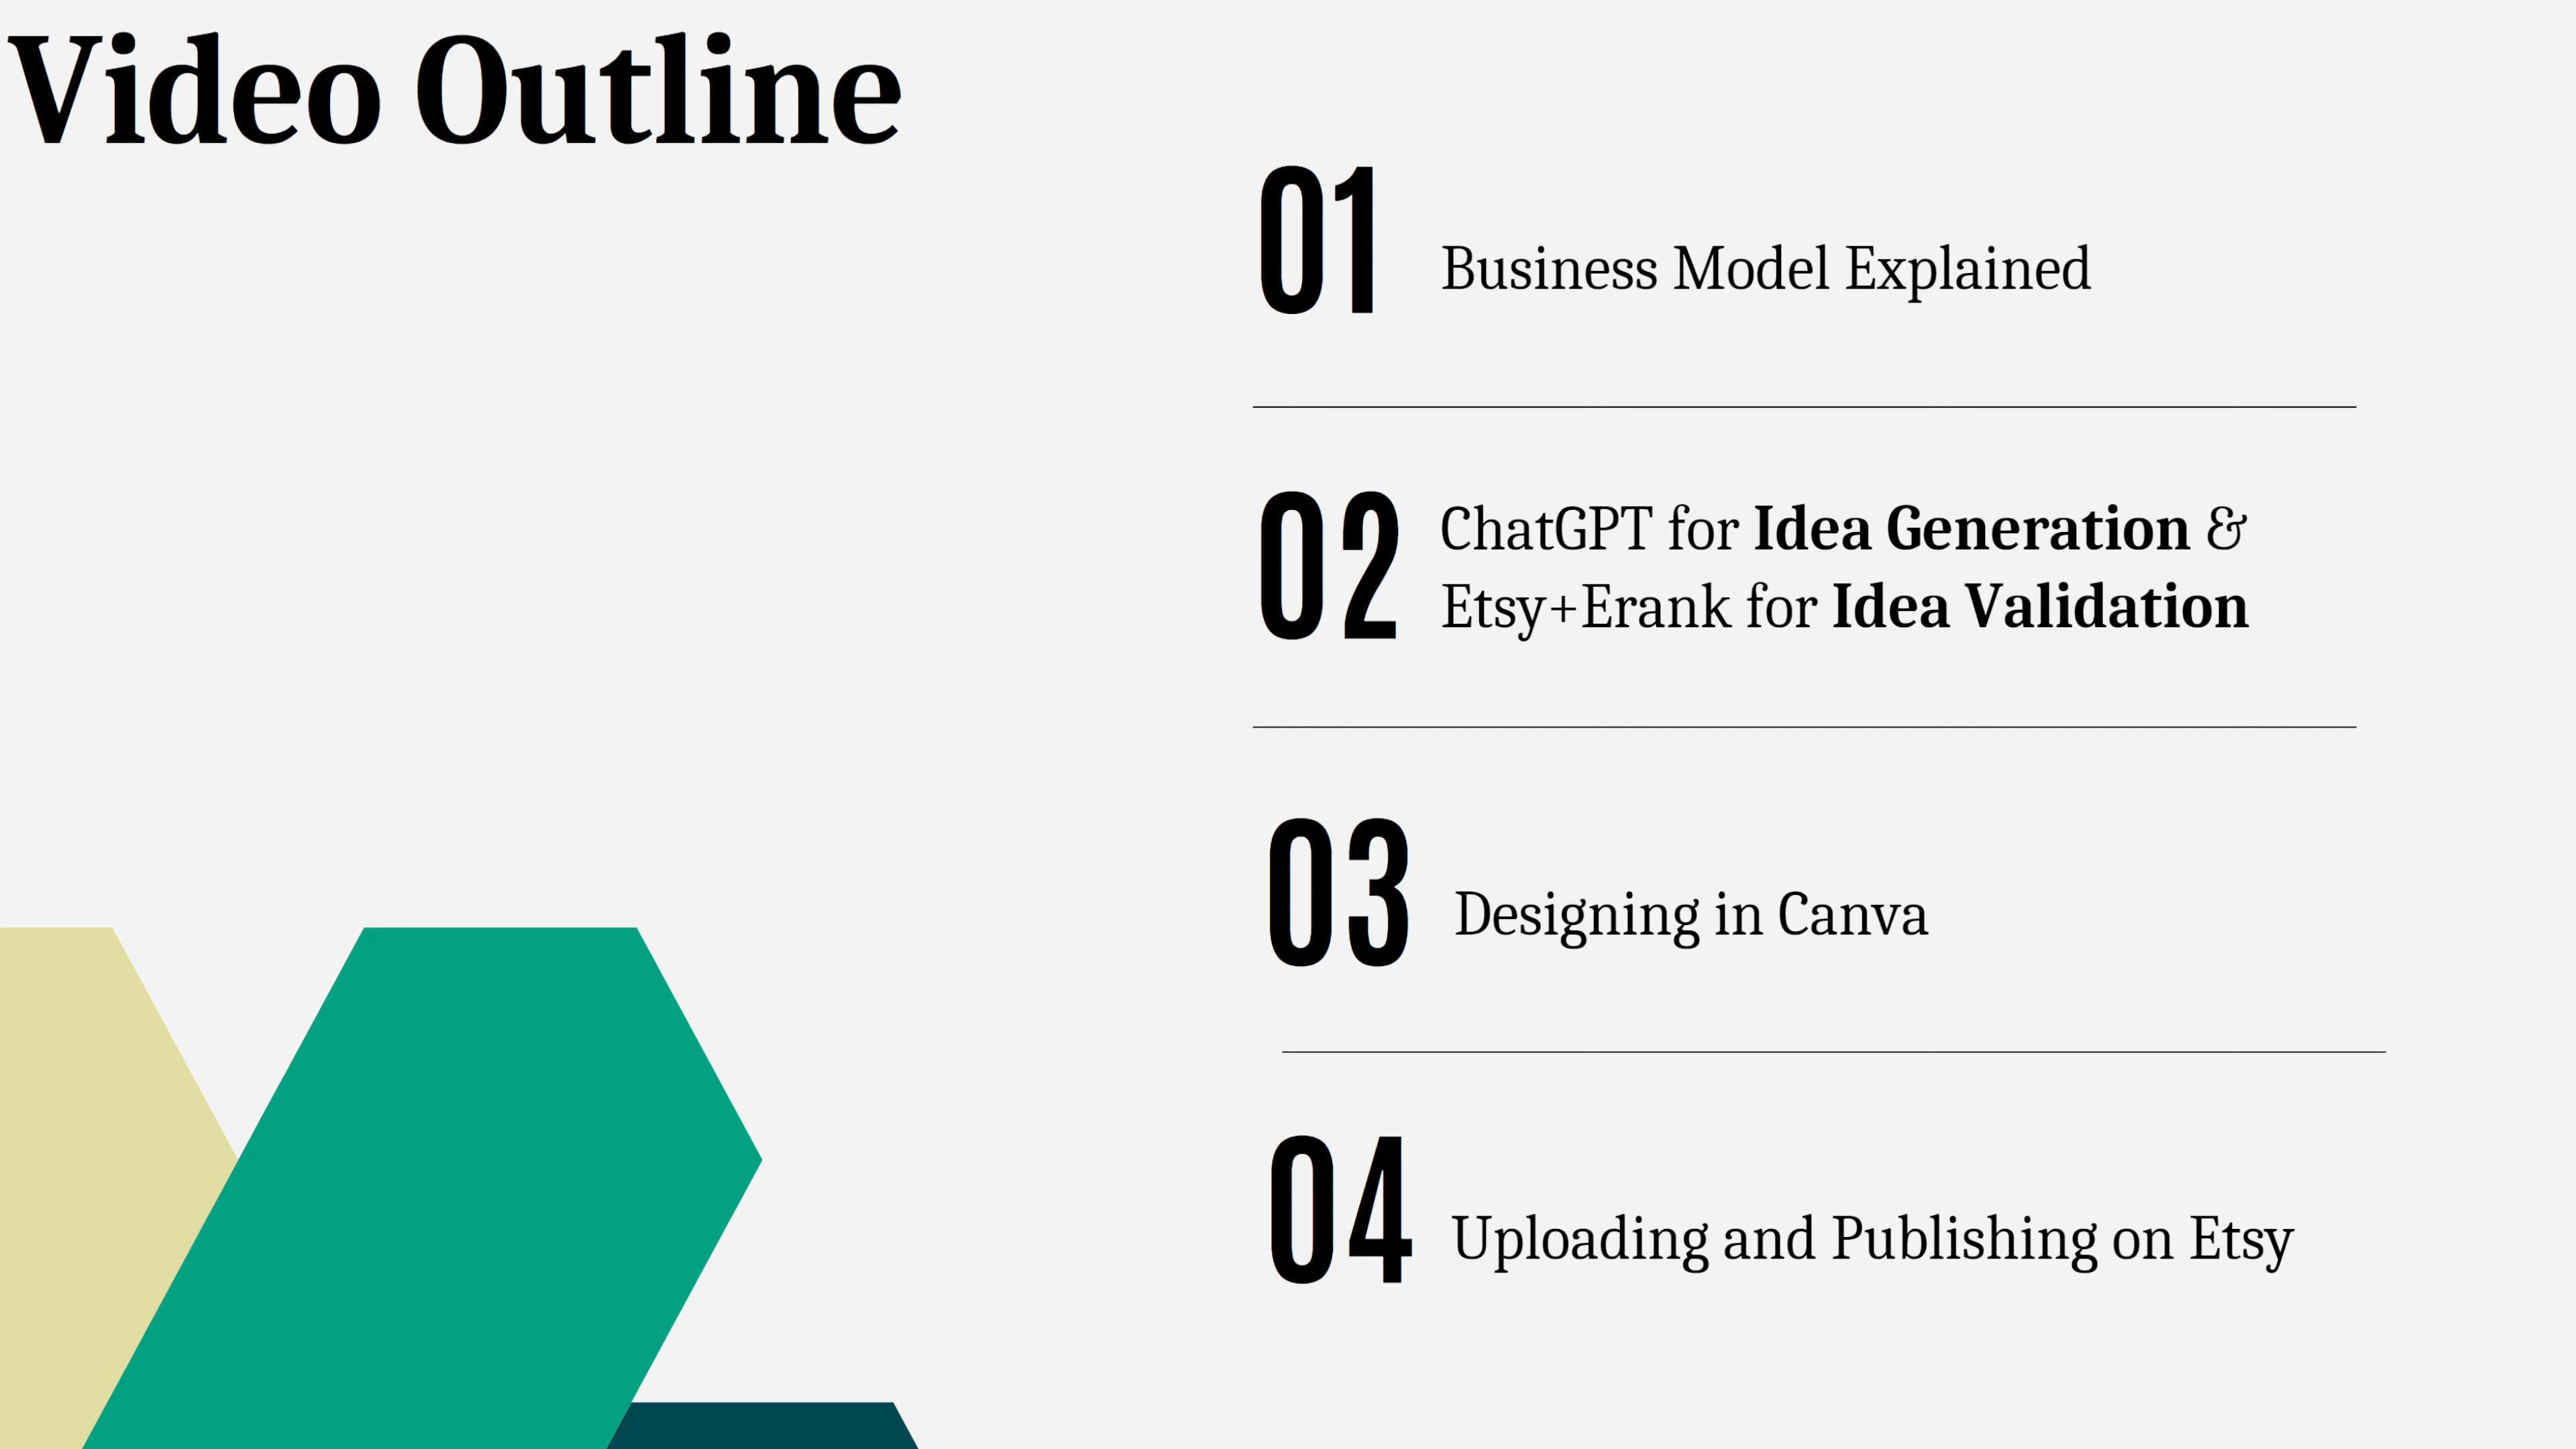 Video Outline
01
Business Model Explained
02
ChatGPT for Idea Generation &
Etsy+Erank for Idea Validation
03
Designing in Canva
04
Uploading and Publishing on Etsy